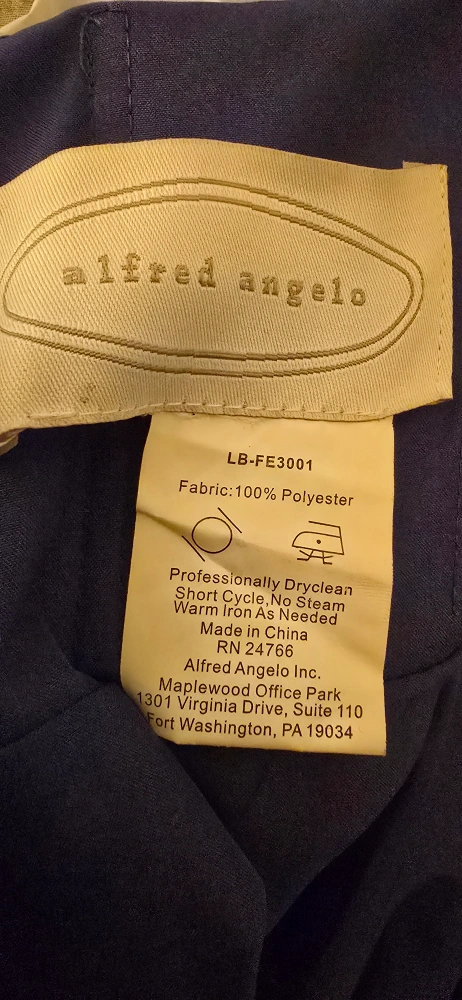 alfred angelo
LB-FE3001
Fabric:100% Polyester
Professionally Dryclean
Short Cycle,No Steam
Warm Iron As Needed
Made in China
RN 24766
Alfred Angelo Inc.
Maplewood Office Park
1301 Virginia Drive, Suite 110
Fort Washington, PA 19034